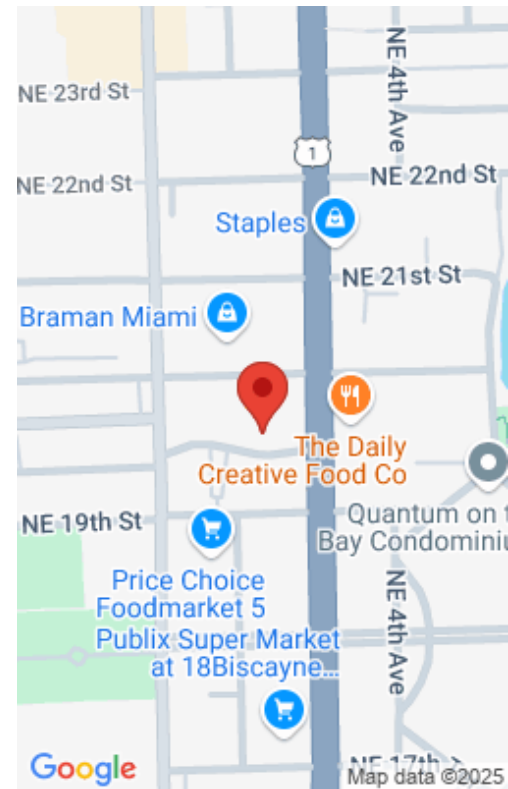 NE 23rd St
NE 4th Ave
1
NE 22nd St
NE 22nd St
Staples
NE 21st St
Braman Miami
The Daily
Creative Food Co
NE 19th St
Quantum on t
Bay Condominiu
Price Choice
Foodmarket 5
NE 4th Ave
Publix Super Market
at 18Biscayne...
NE 17th
Google
Map data ©2025